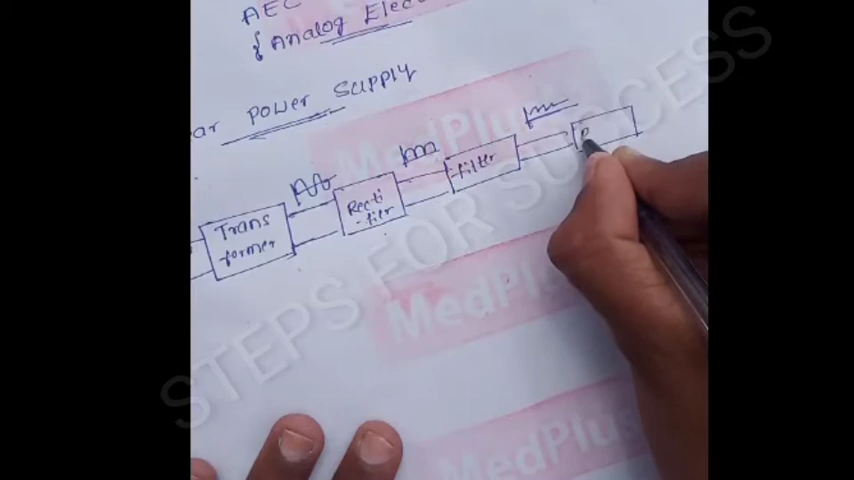 AEC
{ Analog Elec
ar power supply
Trans
former
Recti
-fier
-filter
MedPlus
MedPlus
MedPlus
STEPS FOR SUCCESS